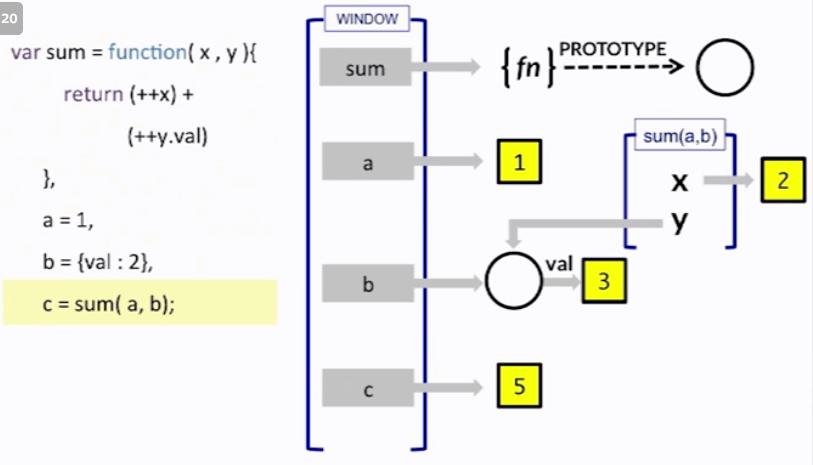 20
var sum = function( x , y ){
return (++x) +
(++y.val)
},
a = 1,
b = {val : 2},
c = sum( a, b);
WINDOW
sum
{fn}
PROTOTYPE
a
1
sum(a,b)
x
2
y
b
val
3
c
5